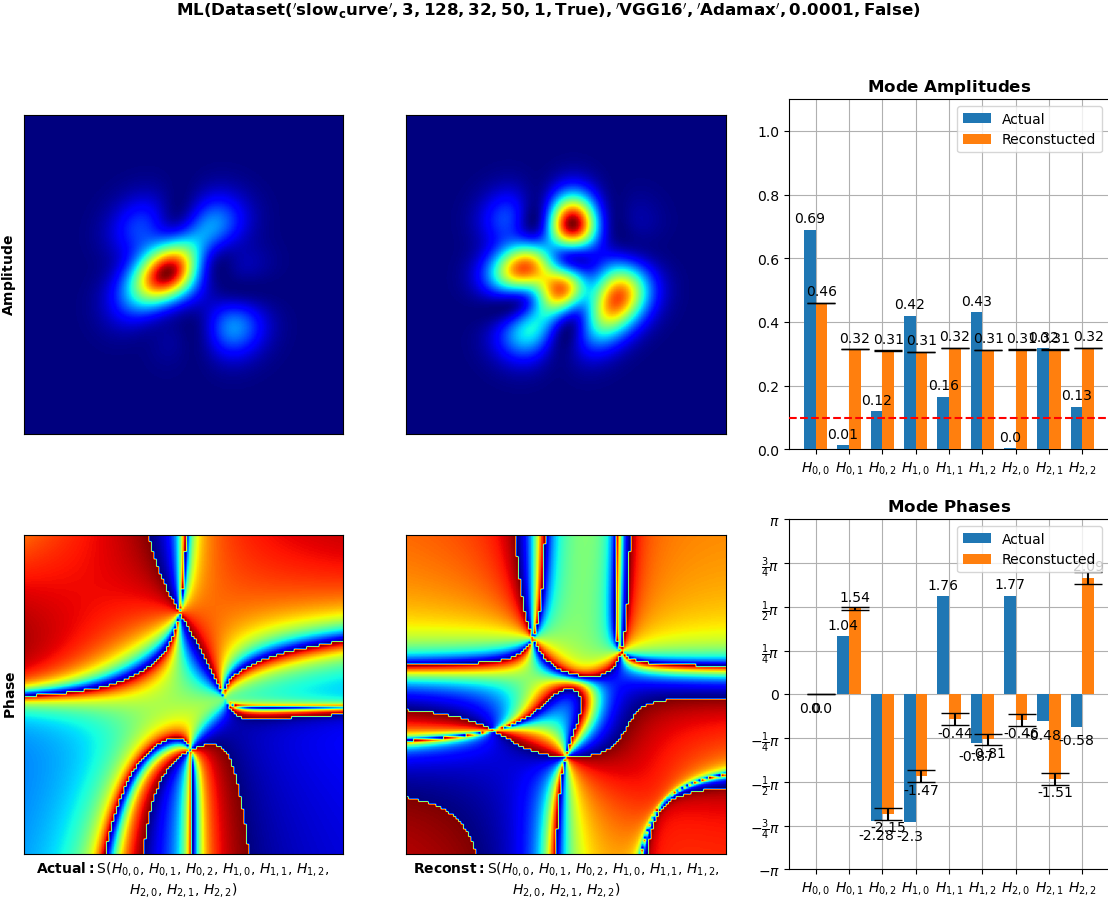 ML(Dataset('slow_curve', 3, 128, 32, 50, 1, True), 'VGG16', 'Adamax', 0.0001, False)
Amplitude
Mode Amplitudes
Actual
Reconstucted
1.0
0.8
0.6
0.4
0.2
0.0
0.69
0.46
0.01
0.32
0.12
0.31
0.42
0.31
0.16
0.32
0.43
0.31
0.0
0.31
0.32
0.31
0.13
0.32
H0,0 H0,1 H0,2 H1,0 H1,1 H1,2 H2,0 H2,1 H2,2
Phase
Mode Phases
Actual
Reconstucted
π
3/4π
1/2π
1/4π
0
−1/4π
−1/2π
−3/4π
−π
0.0
0.0
1.04
1.54
-2.28
-2.15
-2.3
-1.47
1.76
-0.44
-0.87
-0.81
1.77
-0.46
-0.48
-1.51
-0.58
2.09
H0,0 H0,1 H0,2 H1,0 H1,1 H1,2 H2,0 H2,1 H2,2
Actual: S(H0,0, H0,1, H0,2, H1,0, H1,1, H1,2,
H2,0, H2,1, H2,2)
Reconst: S(H0,0, H0,1, H0,2, H1,0, H1,1, H1,2,
H2,0, H2,1, H2,2)